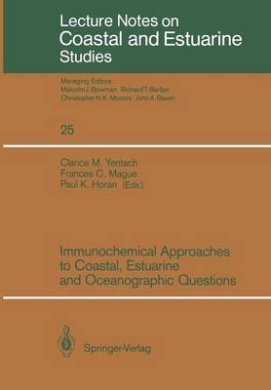 Lecture Notes on
Coastal and Estuarine
Studies
Managing Editors:
Malcolm J. Bowman Richard T. Barber
Christopher N. K. Mooers John A. Raven
25
Clarice M. Yentsch
Frances C. Mague
Paul K. Horan (Eds.)
Immunochemical Approaches
to Coastal, Estuarine
and Oceanographic Questions
Springer-Verlag